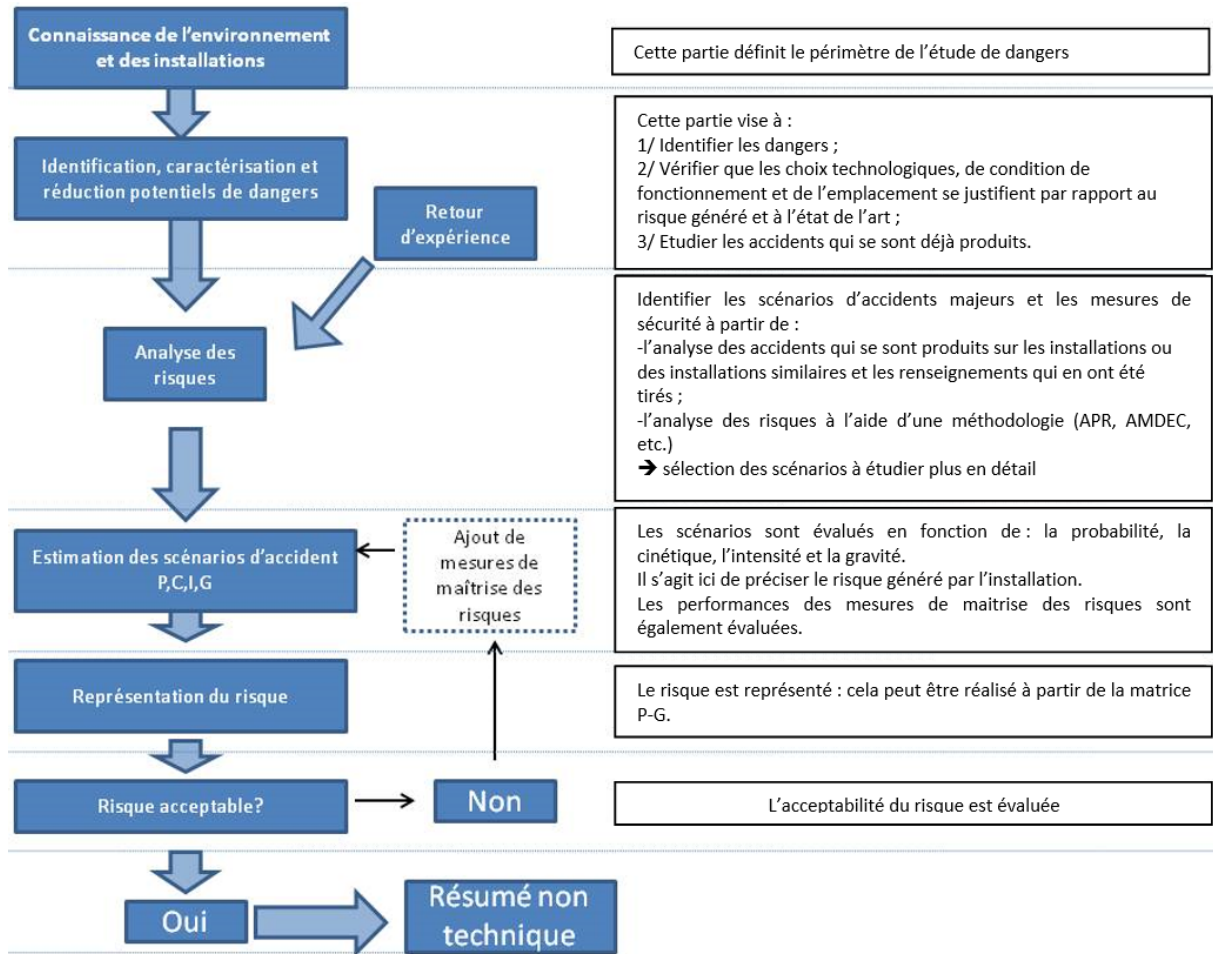 Connaissance de l'environnement
et des installations
Cette partie définit le périmètre de l'étude de dangers
Identification, caractérisation et
réduction potentiels de dangers
Cette partie vise à :
1/ Identifier les dangers ;
2/ Vérifier que les choix technologiques, de condition de
fonctionnement et de l'emplacement se justifient par rapport au
risque généré et à l'état de l'art ;
3/ Etudier les accidents qui se sont déjà produits.
Retour
d'expérience
Analyse des
risques
Identifier les scénarios d'accidents majeurs et les mesures de
sécurité à partir de :
-l'analyse des accidents qui se sont produits sur les installations ou
des installations similaires et les renseignements qui en ont été
tirés ;
-l'analyse des risques à l'aide d'une méthodologie (APR, AMDEC,
etc.)
➔ sélection des scénarios à étudier plus en détail
Estimation des scénarios d'accident
P,C,I,G
Ajout de
mesures de
maîtrise des
risques
Les scénarios sont évalués en fonction de : la probabilité, la
cinétique, l'intensité et la gravité.
Il s'agit ici de préciser le risque généré par l'installation.
Les performances des mesures de maitrise des risques sont
également évaluées.
Représentation du risque
Le risque est représenté : cela peut être réalisé à partir de la matrice
P-G.
Risque acceptable?
Non
L'acceptabilité du risque est évaluée
Oui
Résumé non
technique